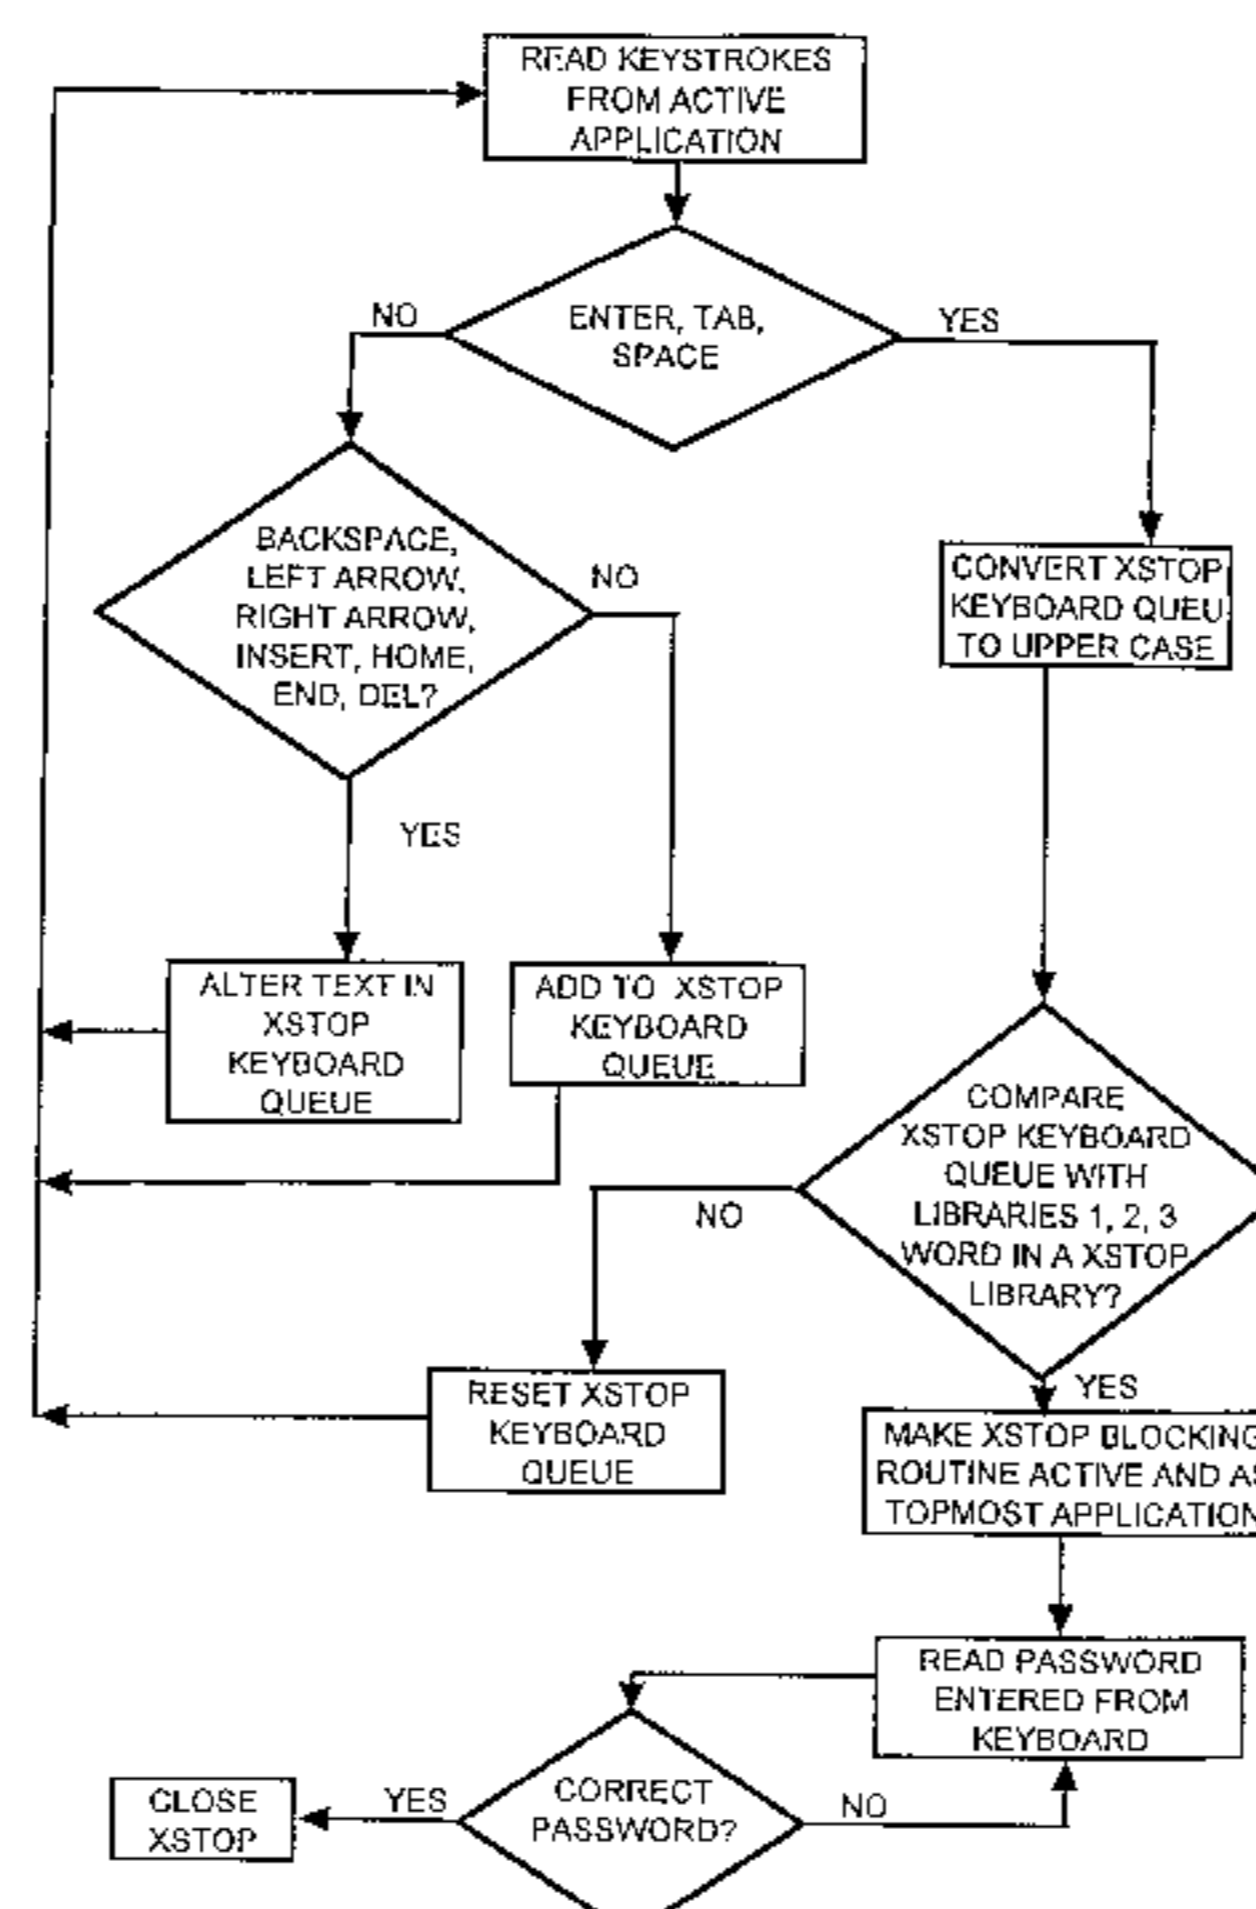 READ KEYSTROKES
FROM ACTIVE
APPLICATION
NO
ENTER, TAB,
SPACE
YES
BACKSPACE,
LEFT ARROW,
RIGHT ARROW,
INSERT, HOME,
END, DEL?
NO
CONVERT XSTOP
KEYBOARD QUEU
TO UPPER CASE
YES
ALTER TEXT IN
XSTOP
KEYBOARD
QUEUE
ADD TO XSTOP
KEYBOARD
QUEUE
COMPARE
XSTOP KEYBOARD
QUEUE WITH
LIBRARIES 1, 2, 3
WORD IN A XSTOP
LIBRARY?
NO
YES
RESET XSTOP
KEYBOARD
QUEUE
MAKE XSTOP BLOCKING
ROUTINE ACTIVE AND AS
TOPMOST APPLICATION
READ PASSWORD
ENTERED FROM
KEYBOARD
CORRECT
PASSWORD?
YES
NO
CLOSE
XSTOP